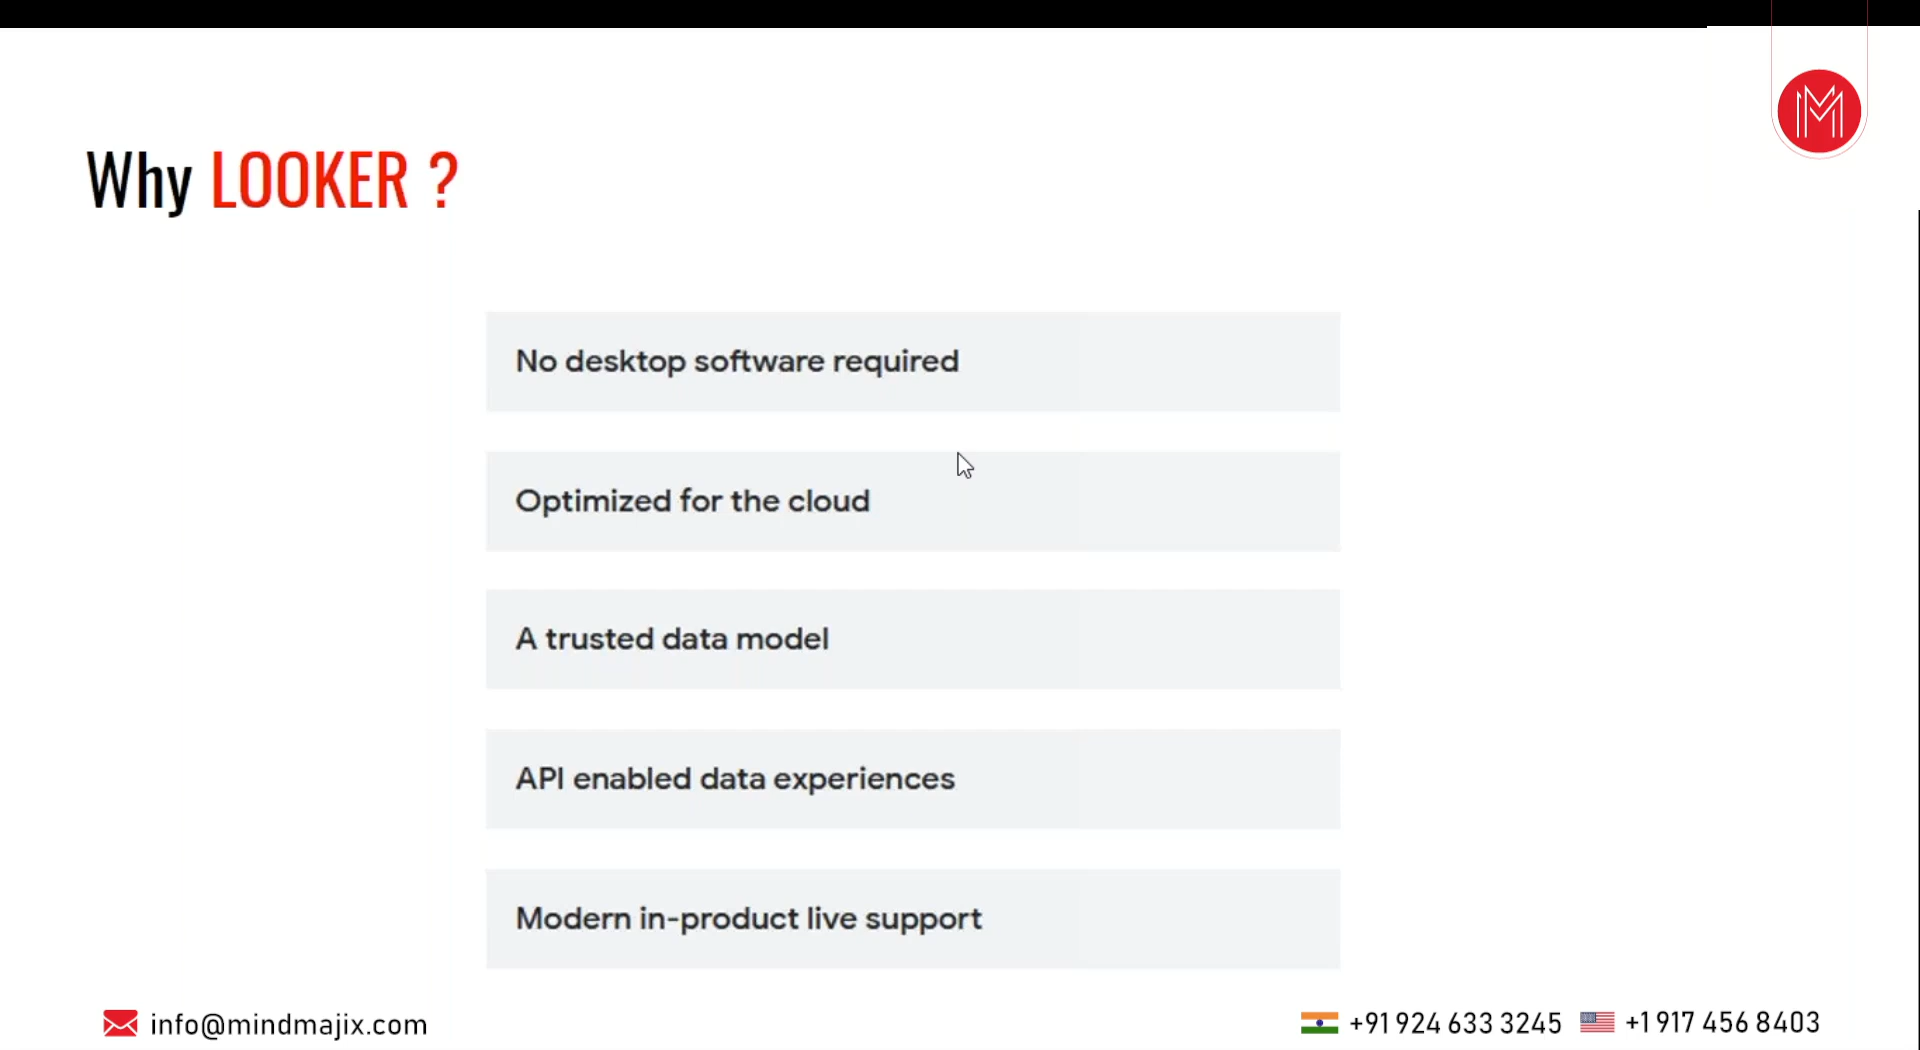 Why LOOKER ?
No desktop software required
Optimized for the cloud
A trusted data model
API enabled data experiences
Modern in-product live support
info@mindmajix.com
+91 924 633 3245
+1 917 456 8403